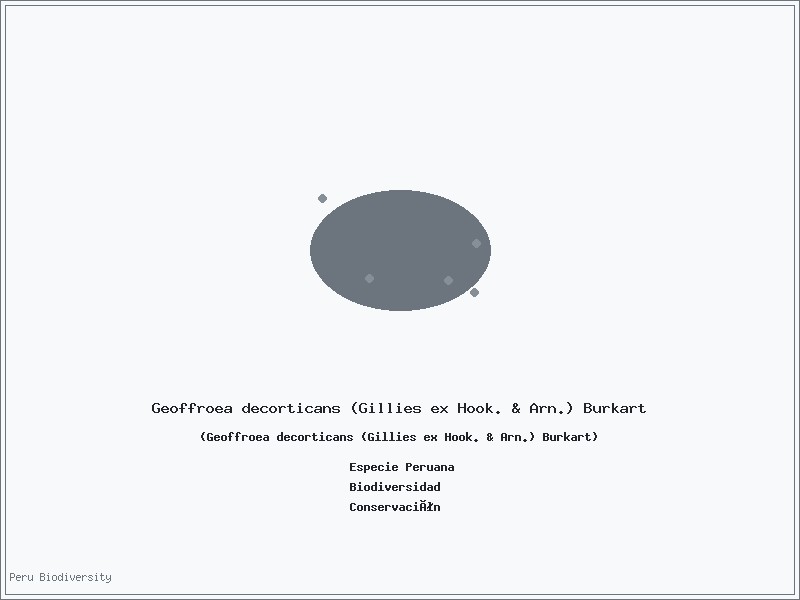 Geoffroea decorticans (Gillies ex Hook. & Arn.) Burkart
(Geoffroea decorticans (Gillies ex Hook. & Arn.) Burkart)
Especie Peruana
Biodiversidad
ConservaciÃłn
Peru Biodiversity